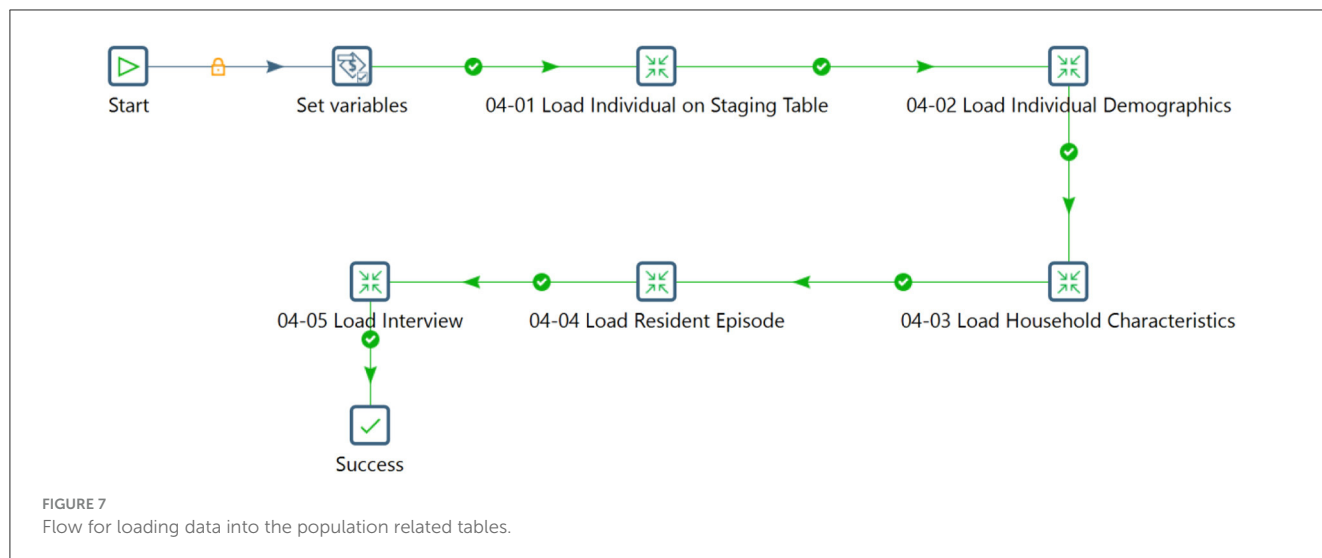 Start
Set variables
04-01 Load Individual on Staging Table
04-02 Load Individual Demographics
04-05 Load Interview
04-04 Load Resident Episode
04-03 Load Household Characteristics
Success
FIGURE 7
Flow for loading data into the population related tables.